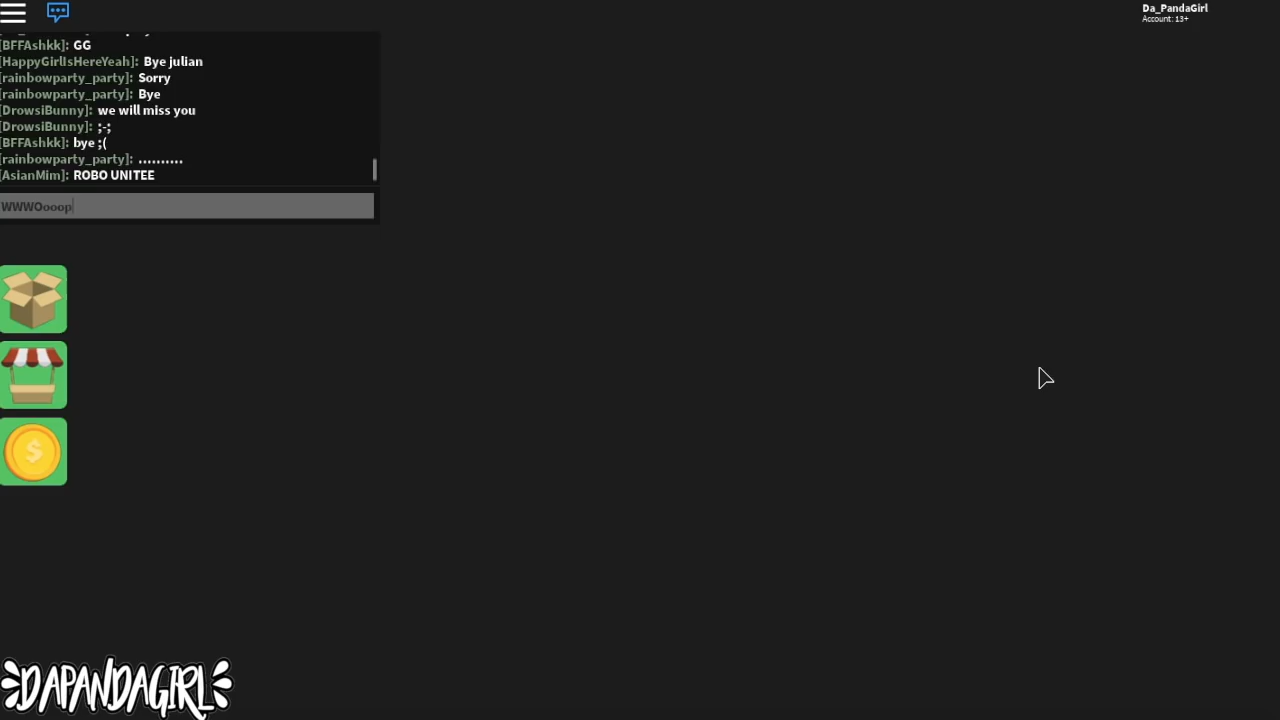 Da_PandaGirl
Account: 13+
[BFFAshkk]: GG
[HappyGirlIsHereYeah]: Bye julian
[rainbowparty_party]: Sorry
[rainbowparty_party]: Bye
[DrowsiBunny]: we will miss you
[DrowsiBunny]: ;-;
[BFFAshkk]: bye ;(
[rainbowparty_party]: ..........
[AsianMim]: ROBO UNITEE
WWWOooop
$
DAPANDAGIRL